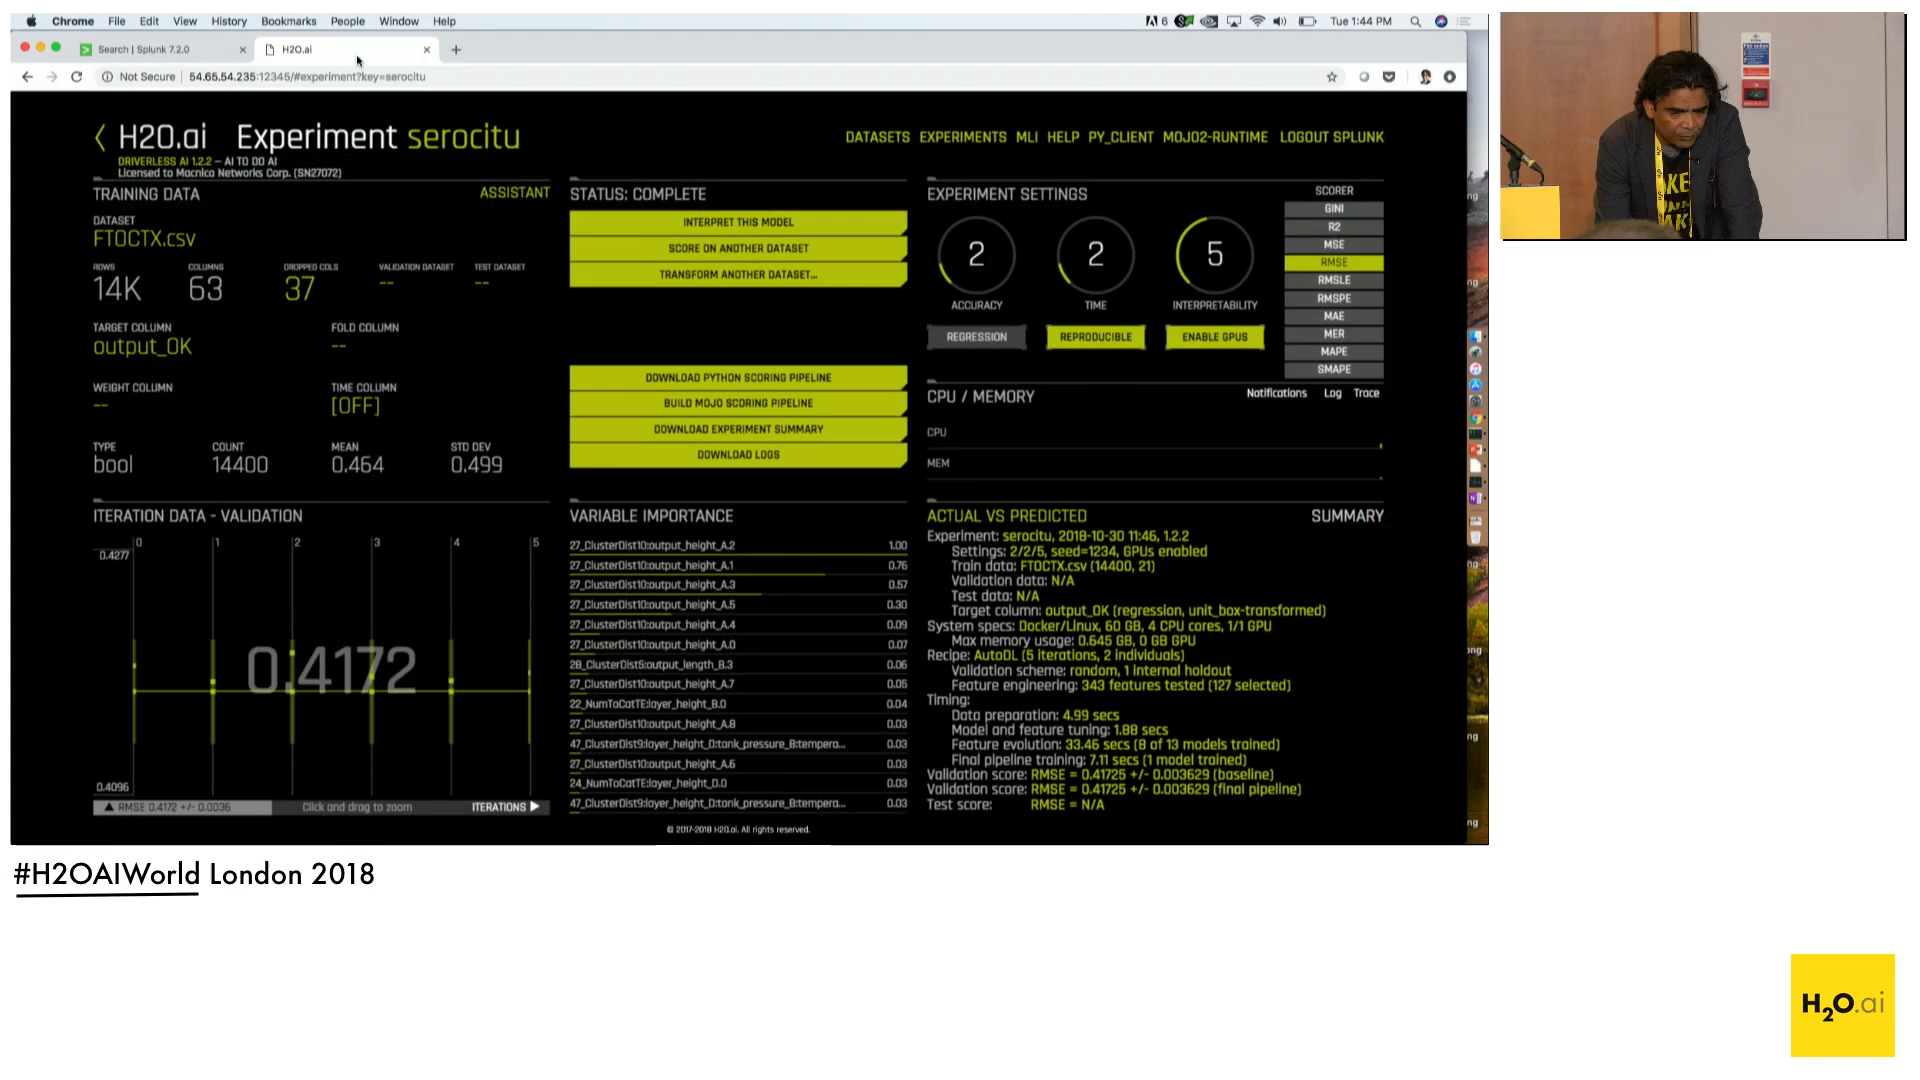 Chrome File Edit View History Bookmarks People Window Help
6 Tue 1:44 PM
Search | Splunk 7.2.0
H2O.ai
Not Secure 54.65.54.235:12345/#experiment?key=serocitu
H2O.ai Experiment serocitu
DRIVERLESS AI 1.2.2 – AI TO DO AI
Licensed to Macnica Networks Corp. (SN27072)
DATASETS EXPERIMENTS MLI HELP PY_CLIENT MOJO2-RUNTIME LOGOUT SPLUNK
TRAINING DATA ASSISTANT
DATASET
FTOCTX.csv
ROWS COLUMNS DROPPED COLS VALIDATION DATASET TEST DATASET
14K 63 37 -- --
TARGET COLUMN FOLD COLUMN
output_OK --
WEIGHT COLUMN TIME COLUMN
-- [OFF]
TYPE COUNT MEAN STD DEV
bool 14400 0.464 0.499
STATUS: COMPLETE
INTERPRET THIS MODEL
SCORE ON ANOTHER DATASET
TRANSFORM ANOTHER DATASET...
DOWNLOAD PYTHON SCORING PIPELINE
BUILD MOJO SCORING PIPELINE
DOWNLOAD EXPERIMENT SUMMARY
DOWNLOAD LOGS
EXPERIMENT SETTINGS
2 2 5
ACCURACY TIME INTERPRETABILITY
REGRESSION REPRODUCIBLE ENABLE GPUS
SCORER
GINI
R2
MSE
RMSE
RMSLE
RMSPE
MAE
MER
MAPE
SMAPE
CPU / MEMORY Notifications Log Trace
CPU
MEM
ITERATION DATA - VALIDATION
0 1 2 3 4 5
0.4277
0.4172
0.4096
RMSE 0.4172 +/- 0.0036 Click and drag to zoom ITERATIONS
VARIABLE IMPORTANCE
27_ClusterDist10:output_height_A.2 1.00
27_ClusterDist10:output_height_A.1 0.76
27_ClusterDist10:output_height_A.3 0.57
27_ClusterDist10:output_height_A.5 0.30
27_ClusterDist10:output_height_A.4 0.09
27_ClusterDist10:output_height_A.0 0.07
28_ClusterDist5:output_length_B.3 0.06
27_ClusterDist10:output_height_A.7 0.05
22_NumToCatTE:layer_height_B.0 0.04
27_ClusterDist10:output_height_A.8 0.03
47_ClusterDist9:layer_height_D:tank_pressure_B:tempera... 0.03
27_ClusterDist10:output_height_A.6 0.03
24_NumToCatTE:layer_height_D.0 0.03
47_ClusterDist9:layer_height_D:tank_pressure_B:tempera... 0.03
ACTUAL VS PREDICTED SUMMARY
Experiment: serocitu, 2018-10-30 11:46, 1.2.2
Settings: 2/2/5, seed=1234, GPUs enabled
Train data: FTOCTX.csv (14400, 21)
Validation data: N/A
Test data: N/A
Target column: output_OK (regression, unit_box-transformed)
System specs: Docker/Linux, 60 GB, 4 CPU cores, 1/1 GPU
Max memory usage: 0.645 GB, 0 GB GPU
Recipe: AutoDL (5 iterations, 2 individuals)
Validation scheme: random, 1 internal holdout
Feature engineering: 343 features tested (127 selected)
Timing:
Data preparation: 4.99 secs
Model and feature tuning: 1.88 secs
Feature evolution: 33.46 secs (8 of 13 models trained)
Final pipeline training: 7.11 secs (1 model trained)
Validation score: RMSE = 0.41725 +/- 0.003629 (baseline)
Validation score: RMSE = 0.41725 +/- 0.003629 (final pipeline)
Test score: RMSE = N/A
© 2017-2018 H2O.ai. All rights reserved.
#H2OAIWorld London 2018
H2O.ai